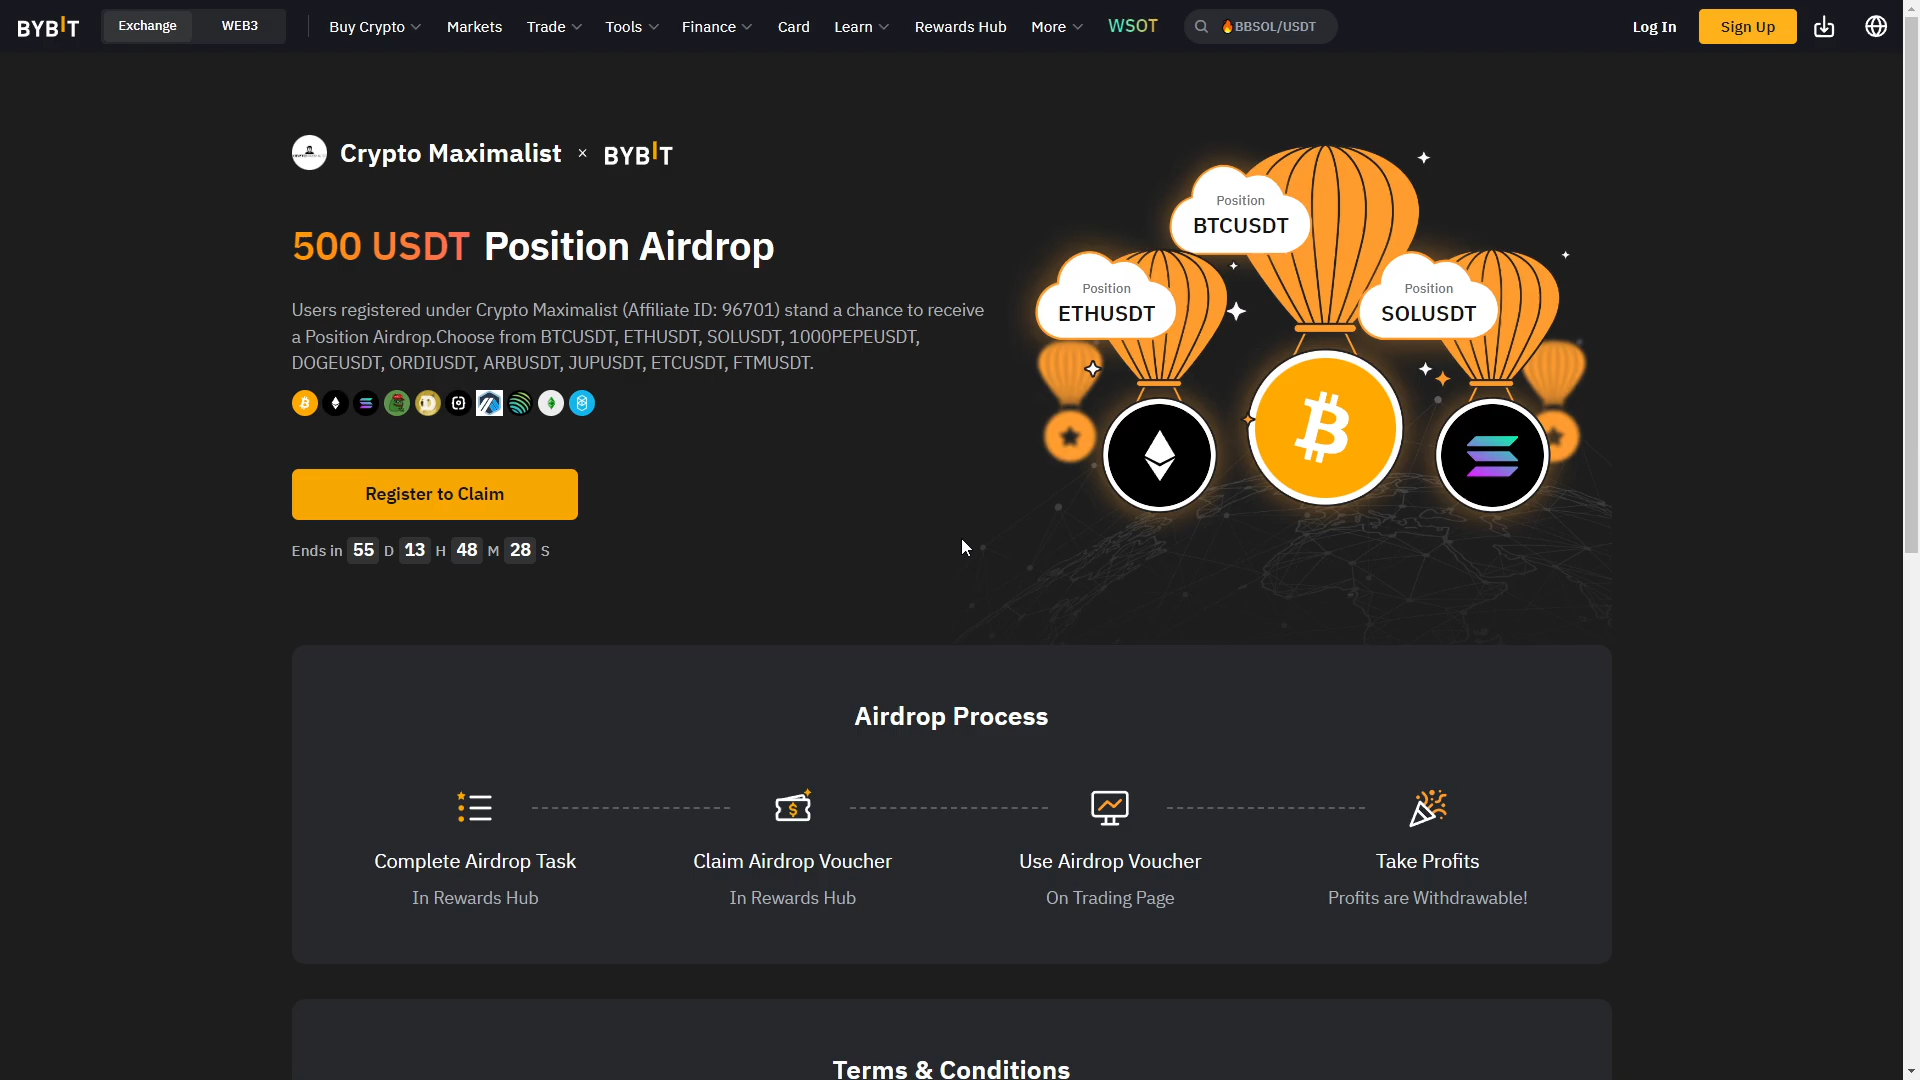 BYBIT Exchange WEB3 Buy Crypto Markets Trade Tools Finance Card Learn Rewards Hub More WSOT 🔥BBSOL/USDT Log In Sign Up
Crypto Maximalist × BYBIT
500 USDT Position Airdrop
Users registered under Crypto Maximalist (Affiliate ID: 96701) stand a chance to receive
a Position Airdrop.Choose from BTCUSDT, ETHUSDT, SOLUSDT, 1000PEPEUSDT,
DOGEUSDT, ORDIUSDT, ARBUSDT, JUPUSDT, ETCUSDT, FTMUSDT.
Register to Claim
Ends in 55 D 13 H 48 M 28 S
Position
BTCUSDT
Position
ETHUSDT
Position
SOLUSDT
Airdrop Process
Complete Airdrop Task
In Rewards Hub
Claim Airdrop Voucher
In Rewards Hub
Use Airdrop Voucher
On Trading Page
Take Profits
Profits are Withdrawable!
Terms & Conditions